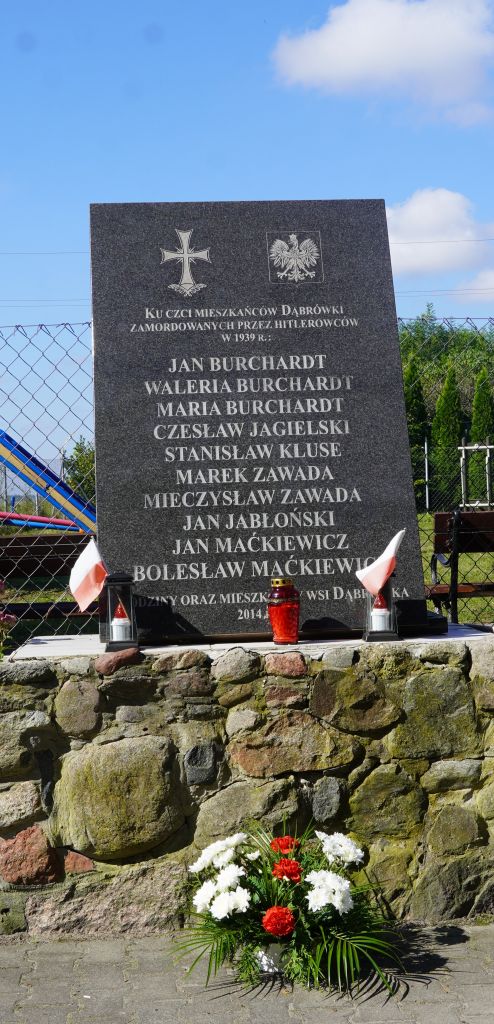 Ku czci mieszkańców Dąbrówki
zamordowanych przez hitlerowców
w 1939 r.:
JAN BURCHARDT
WALERIA BURCHARDT
MARIA BURCHARDT
CZESŁAW JAGIELSKI
STANISŁAW KLUSE
MAREK ZAWADA
MIECZYSŁAW ZAWADA
JAN JABŁOŃSKI
JAN MAĆKIEWICZ
BOLESŁAW MAĆKIEWICZ
ORAZ WSI
2014